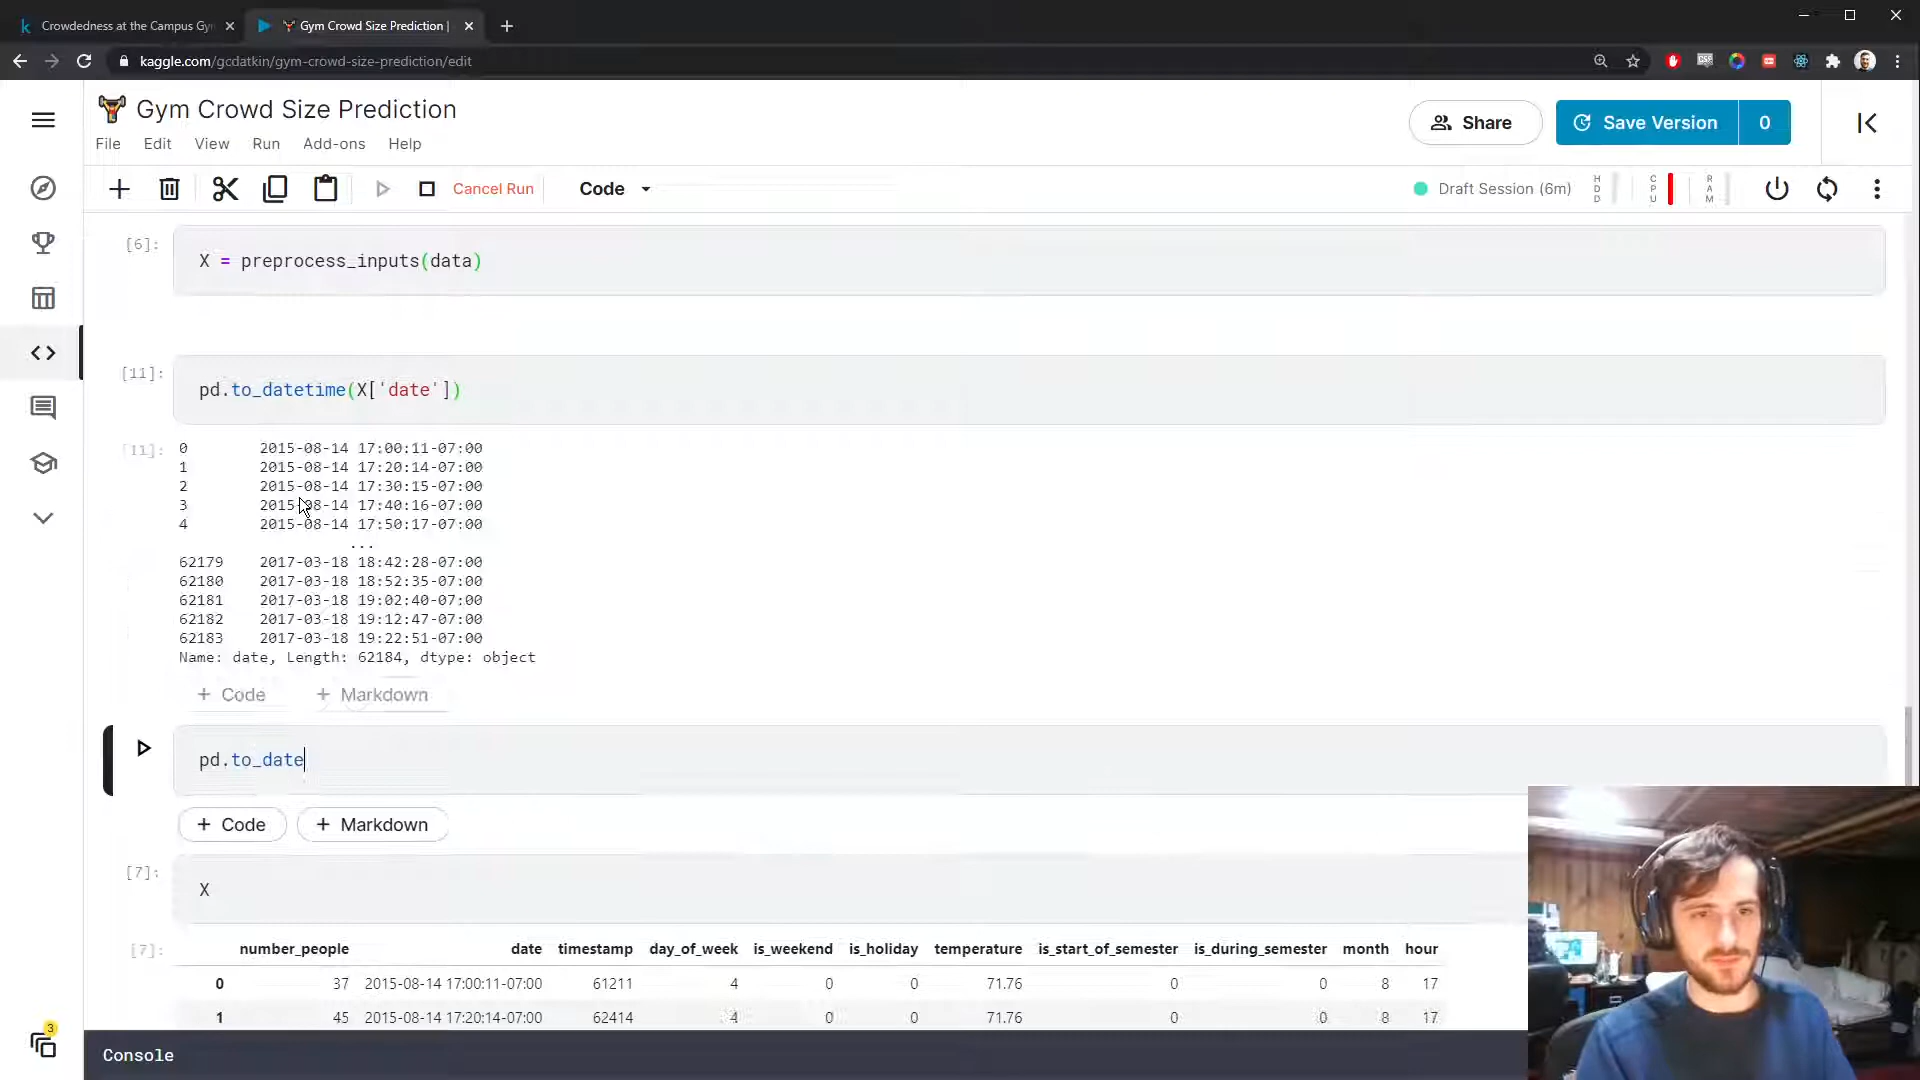 Crowdedness at the Campus Gy
Gym Crowd Size Prediction |
kaggle.com/gcdatkin/gym-crowd-size-prediction/edit
Gym Crowd Size Prediction
Share
Save Version
0
File Edit View Run Add-ons Help
Cancel Run
Code
Draft Session (6m)
HDD
CPU
RAM
[6]:
X = preprocess_inputs(data)
[11]:
pd.to_datetime(X['date'])
[11]:
0 2015-08-14 17:00:11-07:00
1 2015-08-14 17:20:14-07:00
2 2015-08-14 17:30:15-07:00
3 2015-08-14 17:40:16-07:00
4 2015-08-14 17:50:17-07:00
...
62179 2017-03-18 18:42:28-07:00
62180 2017-03-18 18:52:35-07:00
62181 2017-03-18 19:02:40-07:00
62182 2017-03-18 19:12:47-07:00
62183 2017-03-18 19:22:51-07:00
Name: date, Length: 62184, dtype: object
+ Code + Markdown
pd.to_date
+ Code + Markdown
[7]:
X
[7]:
number_people date timestamp day_of_week is_weekend is_holiday temperature is_start_of_semester is_during_semester month hour
0 37 2015-08-14 17:00:11-07:00 61211 4 0 0 71.76 0 0 8 17
1 45 2015-08-14 17:20:14-07:00 62414 4 0 0 71.76 0 0 8 17
3
Console